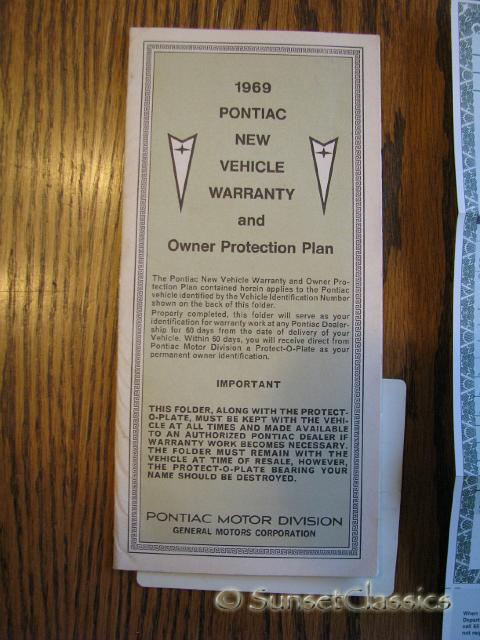 1969
PONTIAC
NEW
VEHICLE
WARRANTY
and
Owner Protection Plan
The Pontiac New Vehicle Warranty and Owner Pro-
tection Plan contained herein applies to the Pontiac
vehicle identified by the Vehicle Identification Number
shown on the back of this folder.
Properly completed, this folder will serve as your
identification for warranty work at any Pontiac Dealer-
ship for 60 days from the date of delivery of your
Vehicle. Within 60 days, you will receive direct from
Pontiac Motor Division a Protect-O-Plate as your
permanent owner identification.
IMPORTANT
THIS FOLDER, ALONG WITH THE PROTECT-
O-PLATE, MUST BE KEPT WITH THE VEHI-
CLE AT ALL TIMES AND MADE AVAILABLE
TO AN AUTHORIZED PONTIAC DEALER IF
WARRANTY WORK BECOMES NECESSARY.
THE FOLDER MUST REMAIN WITH THE
VEHICLE AT TIME OF RESALE, HOWEVER,
THE PROTECT-O-PLATE BEARING YOUR
NAME SHOULD BE DESTROYED.
PONTIAC MOTOR DIVISION
GENERAL MOTORS CORPORATION
© SunsetClassics
When
Depart
call 65
not req